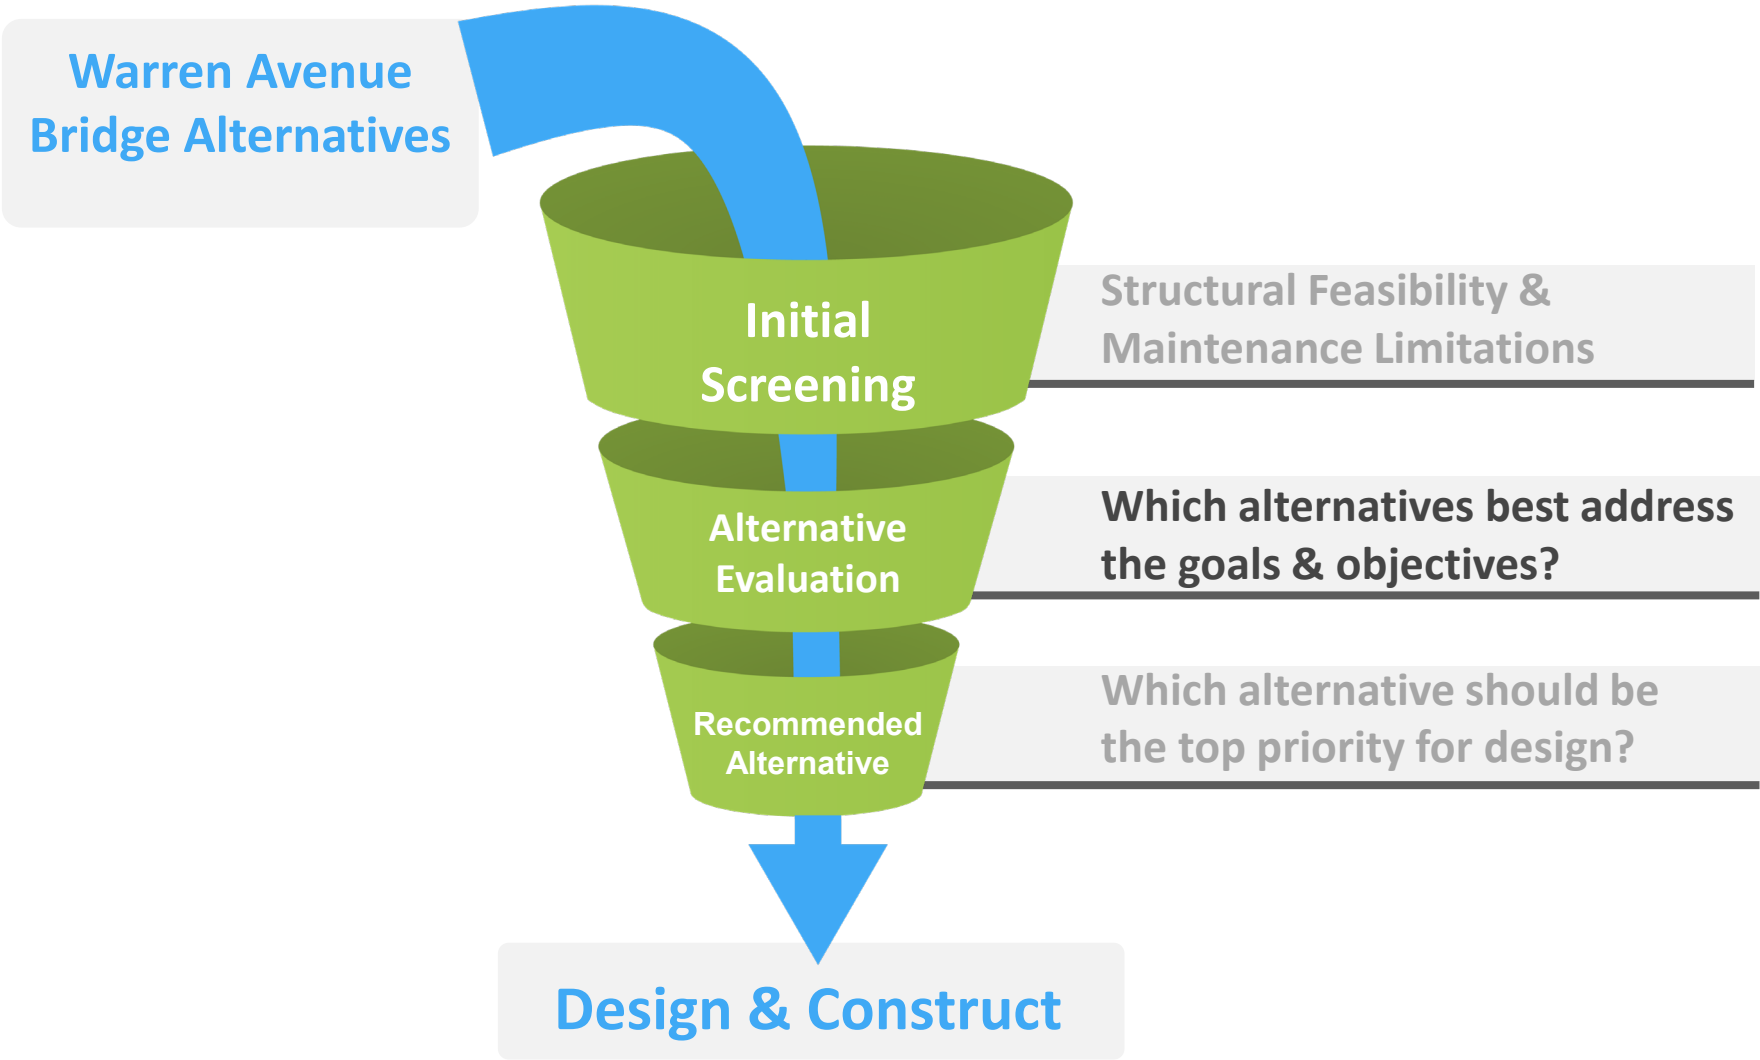 Warren Avenue
Bridge Alternatives
Initial
Screening
Structural Feasibility &
Maintenance Limitations
Alternative
Evaluation
Which alternatives best address
the goals & objectives?
Recommended
Alternative
Which alternative should be
the top priority for design?
Design & Construct